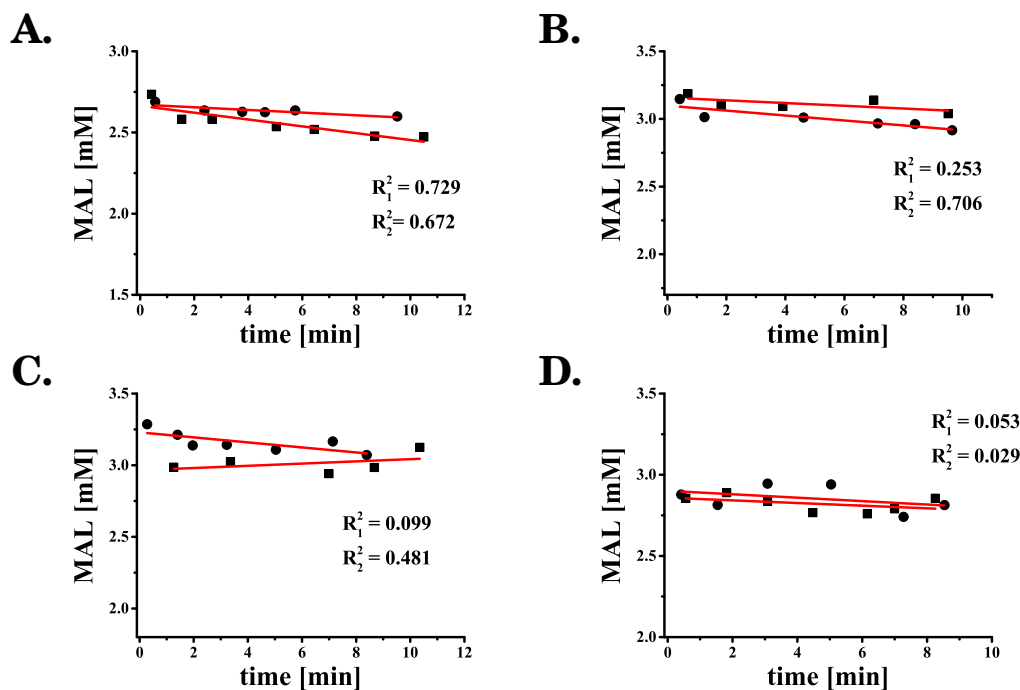 A.
MAL [mM]
3.0
2.5
2.0
1.5
0 2 4 6 8 10 12
time [min]
R₁² = 0.729
R₂²= 0.672
B.
MAL [mM]
3.5
3.0
2.5
2.0
0 2 4 6 8 10
time [min]
R₁² = 0.253
R₂² = 0.706
C.
MAL [mM]
3.5
3.0
2.5
2.0
0 2 4 6 8 10 12
time [min]
R₁² = 0.099
R₂² = 0.481
D.
MAL [mM]
3.5
3.0
2.5
2.0
0 2 4 6 8 10
time [min]
R₁² = 0.053
R₂² = 0.029